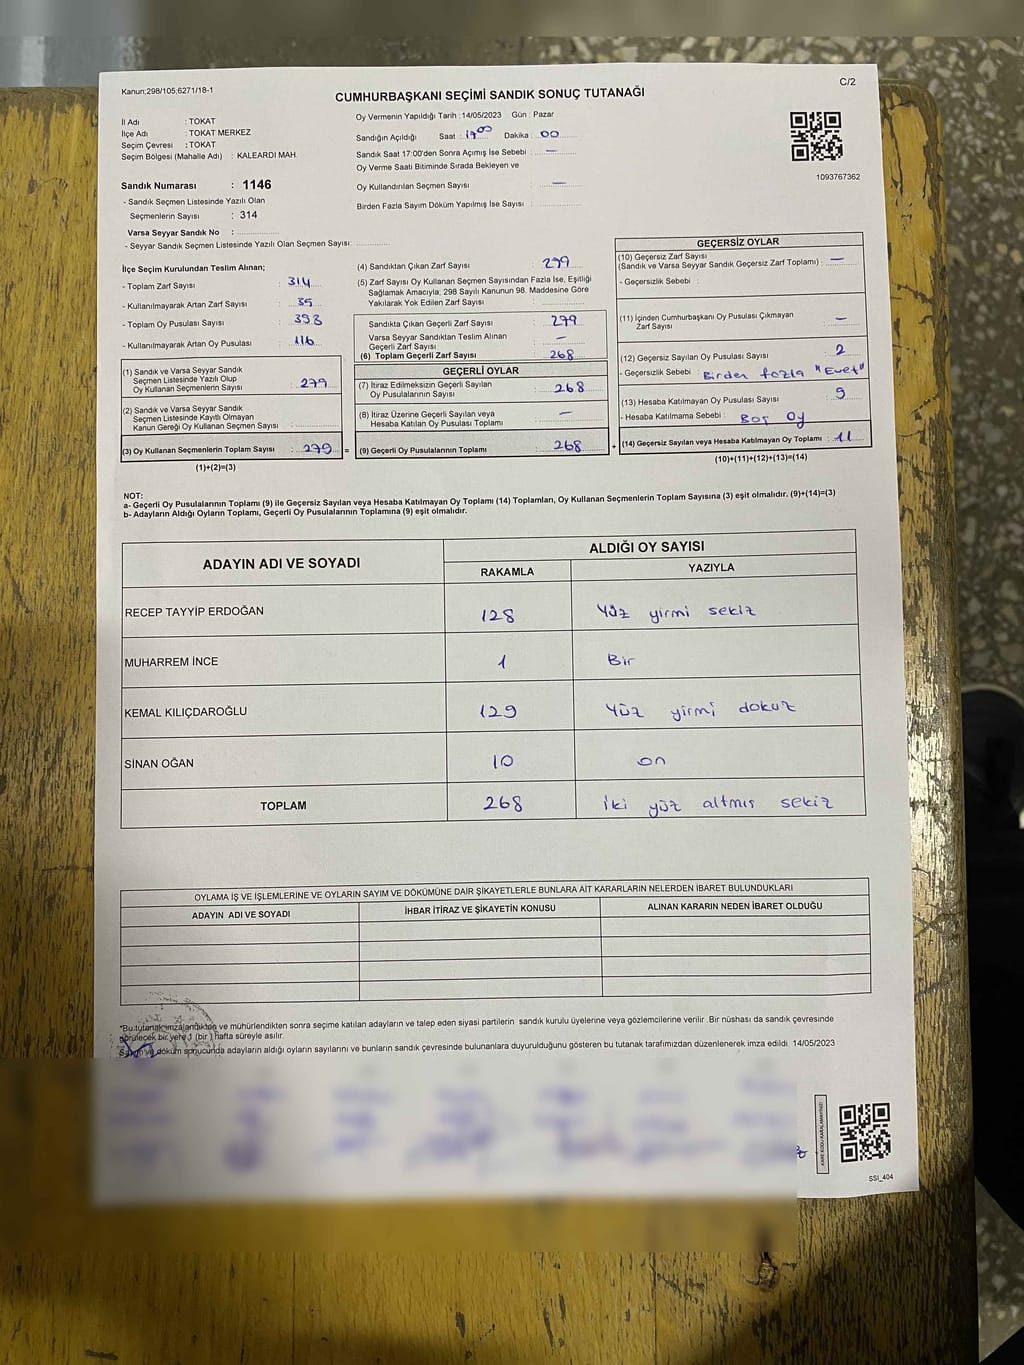 Kanun;298/105,6271/18-1
C/2
CUMHURBAŞKANI SEÇİMİ SANDIK SONUÇ TUTANAĞI
İl Adı : TOKAT
İlçe Adı : TOKAT MERKEZ
Seçim Çevresi : TOKAT
Seçim Bölgesi (Mahalle Adı) : KALEARDI MAH.
Sandık Numarası : 1146
- Sandık Seçmen Listesinde Yazılı Olan
Seçmenlerin Sayısı : 314
Varsa Seyyar Sandık No :
- Seyyar Sandık Seçmen Listesinde Yazılı Olan Seçmen Sayısı:
Oy Vermenin Yapıldığı Tarih : 14/05/2023 Gün : Pazar
Sandığın Açıldığı Saat : 17 00 Dakika : 00
Sandık Saat 17:00'den Sonra Açımış İse Sebebi : —
Oy Verme Saati Bitiminde Sırada Bekleyen ve
Oy Kullandırılan Seçmen Sayısı : —
Birden Fazla Sayım Döküm Yapılmış İse Sayısı :
1093767362
İlçe Seçim Kurulundan Teslim Alınan;
- Toplam Zarf Sayısı : 314
- Kullanılmayarak Artan Zarf Sayısı : 35
- Toplam Oy Pusulası Sayısı : 393
- Kullanılmayarak Artan Oy Pusulası : 116
(1) Sandık ve Varsa Seyyar Sandık
Seçmen Listesinde Yazılı Olup
Oy Kullanan Seçmenlerin Sayısı : 279
(2) Sandık ve Varsa Seyyar Sandık
Seçmen Listesinde Kayıtlı Olmayan
Kanun Gereği Oy Kullanan Seçmen Sayısı :
(3) Oy Kullanan Seçmenlerin Toplam Sayısı : 279 =
(1)+(2)=(3)
(4) Sandıktan Çıkan Zarf Sayısı : 279
(5) Zarf Sayısı Oy Kullanan Seçmen Sayısından Fazla İse, Eşitliği
Sağlamak Amacıyla, 298 Sayılı Kanunun 98. Maddesine Göre
Yakılarak Yok Edilen Zarf Sayısı :
Sandıkta Çıkan Geçerli Zarf Sayısı : 279
Varsa Seyyar Sandıktan Teslim Alınan
Geçerli Zarf Sayısı : —
(6) Toplam Geçerli Zarf Sayısı : 268
GEÇERLİ OYLAR
(7) İtiraz Edilmeksizin Geçerli Sayılan
Oy Pusulalarının Sayısı : 268
(8) İtiraz Üzerine Geçerli Sayılan veya
Hesaba Katılan Oy Pusulası Toplamı : —
(9) Geçerli Oy Pusulalarının Toplamı : 268 +
GEÇERSİZ OYLAR
(10) Geçersiz Zarf Sayısı
(Sandık ve Varsa Seyyar Sandık Geçersiz Zarf Toplamı) : —
- Geçersizlik Sebebi :
(11) İçinden Cumhurbaşkanı Oy Pusulası Çıkmayan
Zarf Sayısı : —
(12) Geçersiz Sayılan Oy Pusulası Sayısı : 2
- Geçersizlik Sebebi : Birden fazla "Evet"
(13) Hesaba Katılmayan Oy Pusulası Sayısı : 9
- Hesaba Katılmama Sebebi : Boş Oy
(14) Geçersiz Sayılan veya Hesaba Katılmayan Oy Toplamı : 11
(10)+(11)+(12)+(13)=(14)
NOT:
a- Geçerli Oy Pusulalarının Toplamı (9) ile Geçersiz Sayılan veya Hesaba Katılmayan Oy Toplamı (14) Toplamları, Oy Kullanan Seçmenlerin Toplam Sayısına (3) eşit olmalıdır. (9)+(14)=(3)
b- Adayların Aldığı Oyların Toplamı, Geçerli Oy Pusulalarının Toplamına (9) eşit olmalıdır.
ADAYIN ADI VE SOYADI
ALDIĞI OY SAYISI
RAKAMLA YAZIYLA
RECEP TAYYİP ERDOĞAN 128 Yüz yirmi sekiz
MUHARREM İNCE 1 Bir
KEMAL KILIÇDAROĞLU 129 Yüz yirmi dokuz
SİNAN OĞAN 10 on
TOPLAM 268 iki yüz altmış sekiz
OYLAMA İŞ VE İŞLEMLERİNE VE OYLARIN SAYIM VE DÖKÜMÜNE DAİR ŞİKAYETLERLE BUNLARA AİT KARARLARIN NELERDEN İBARET BULUNDUKLARI
ADAYIN ADI VE SOYADI İHBAR İTİRAZ VE ŞİKAYETİN KONUSU ALINAN KARARIN NEDEN İBARET OLDUĞU
*Bu tutanak imzalandıktan ve mühürlendikten sonra seçime katılan adayların ve talep eden siyasi partilerin sandık kurulu üyelerine veya gözlemcilerine verilir .Bir nüshası da sandık çevresinde
görülecek bir yere 1 (bir ) hafta süreyle asılır.
Sayım ve döküm sonucunda adayların aldığı oyların sayılarını ve bunların sandık çevresinde bulunanlara duyurulduğunu gösteren bu tutanak tarafımızdan düzenlenerek imza edildi. 14/05/2023
KARE KODU KARALAMAYINIZ!
SSI_404